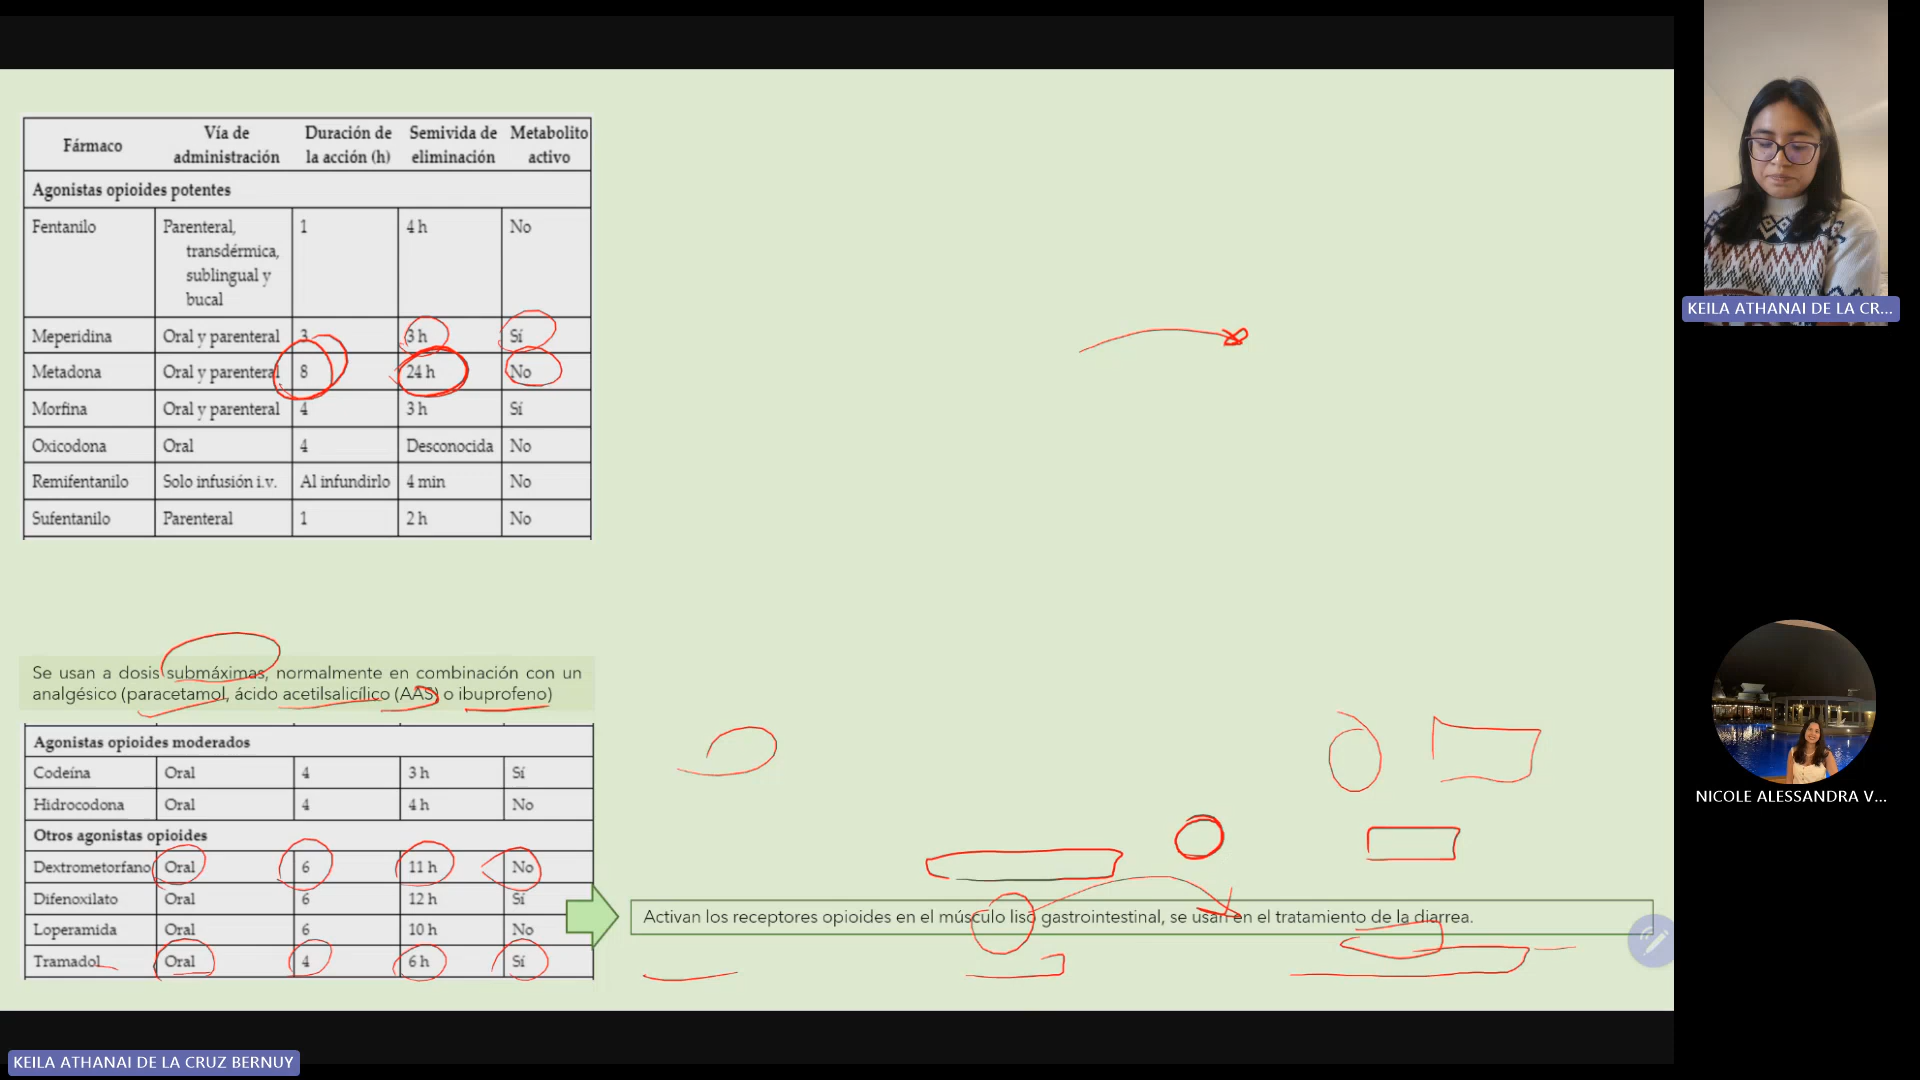 Fármaco Vía de administración Duración de la acción (h) Semivida de eliminación Metabolito activo
Agonistas opioides potentes
Fentanilo Parenteral, transdérmica, sublingual y bucal 1 4 h No
Meperidina Oral y parenteral 3 3 h Sí
Metadona Oral y parenteral 8 24 h No
Morfina Oral y parenteral 4 3 h Sí
Oxicodona Oral 4 Desconocida No
Remifentanilo Solo infusión i.v. Al infundirlo 4 min No
Sufentanilo Parenteral 1 2 h No
Se usan a dosis submáximas, normalmente en combinación con un
analgésico (paracetamol, ácido acetilsalicílico (AAS) o ibuprofeno)
Agonistas opioides moderados
Codeína Oral 4 3 h Sí
Hidrocodona Oral 4 4 h No
Otros agonistas opioides
Dextrometorfano Oral 6 11 h No
Difenoxilato Oral 6 12 h Sí
Loperamida Oral 6 10 h No
Tramadol Oral 4 6 h Sí
Activan los receptores opioides en el músculo liso gastrointestinal, se usan en el tratamiento de la diarrea.
KEILA ATHANAI DE LA CR...
NICOLE ALESSANDRA V...
KEILA ATHANAI DE LA CRUZ BERNUY